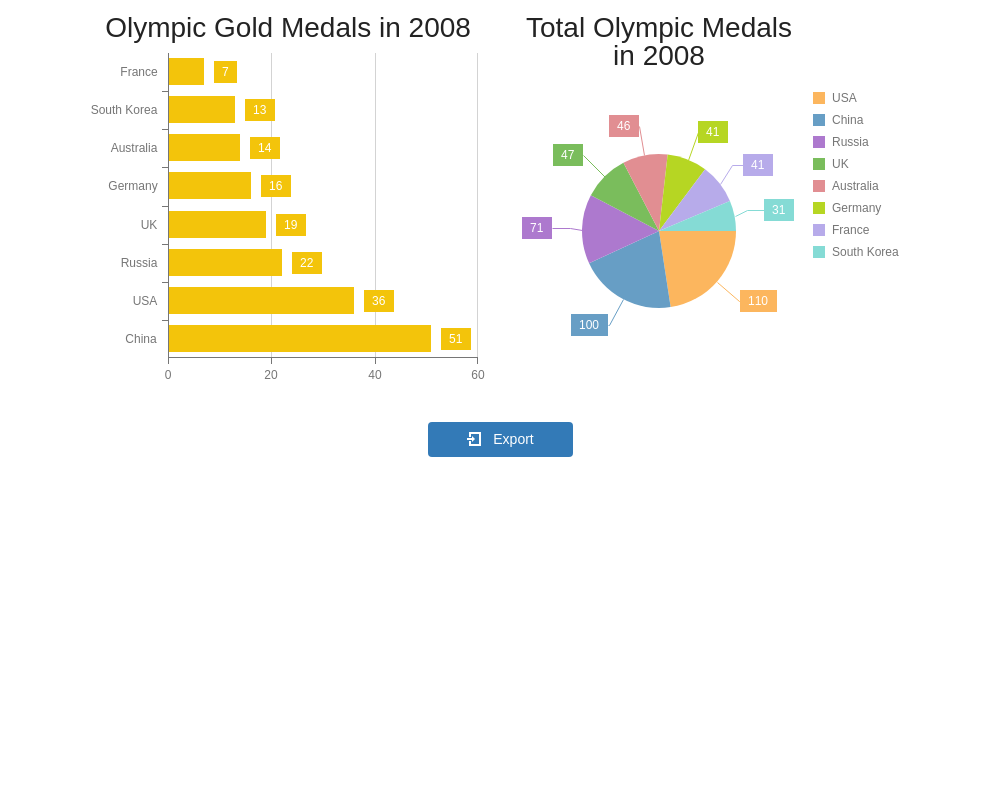 Olympic Gold Medals in 2008
France
7
South Korea
13
Australia
14
Germany
16
UK
19
Russia
22
USA
36
China
51
0 20 40 60
Total Olympic Medals
in 2008
46
41
47
41
71
31
110
100
USA
China
Russia
UK
Australia
Germany
France
South Korea
Export